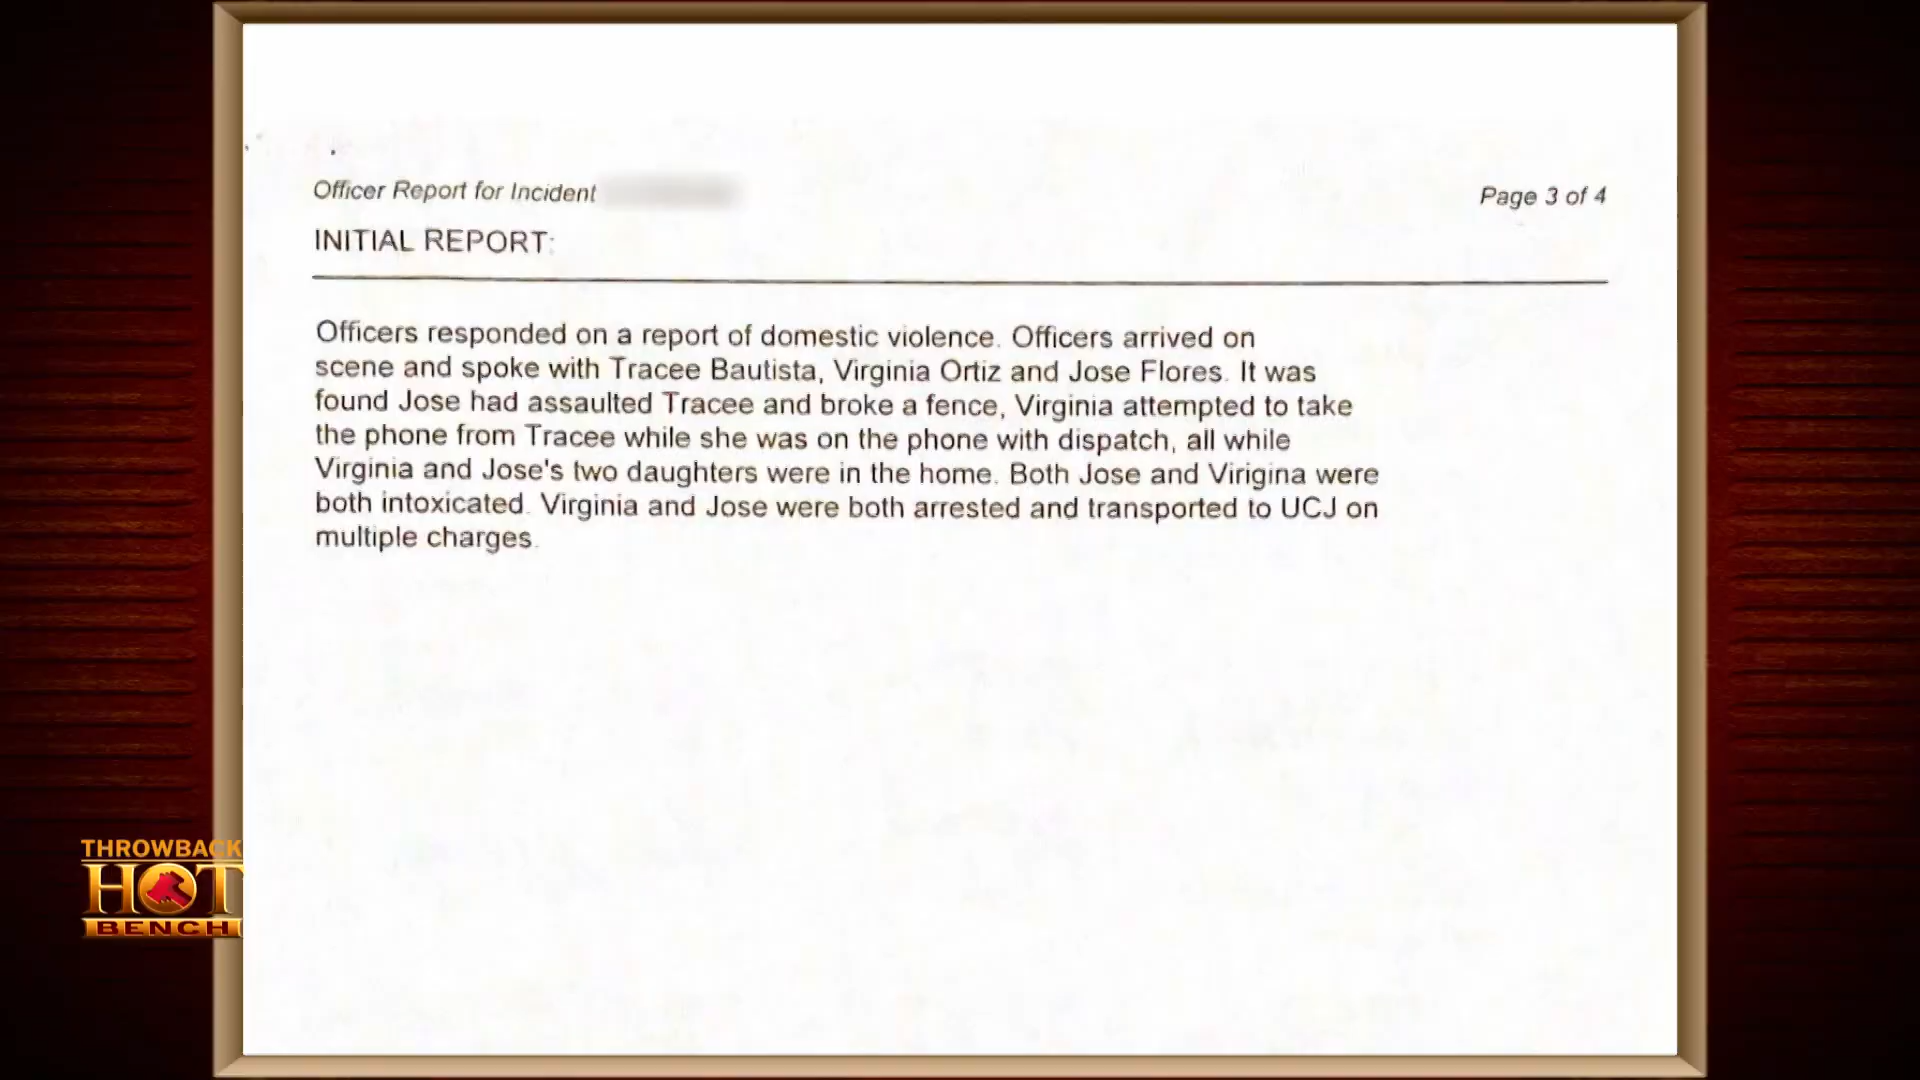 Officer Report for Incident
Page 3 of 4
INITIAL REPORT:
Officers responded on a report of domestic violence. Officers arrived on
scene and spoke with Tracee Bautista, Virginia Ortiz and Jose Flores. It was
found Jose had assaulted Tracee and broke a fence, Virginia attempted to take
the phone from Tracee while she was on the phone with dispatch, all while
Virginia and Jose's two daughters were in the home. Both Jose and Virigina were
both intoxicated. Virginia and Jose were both arrested and transported to UCJ on
multiple charges.
THROWBACK
HOT
BENCH